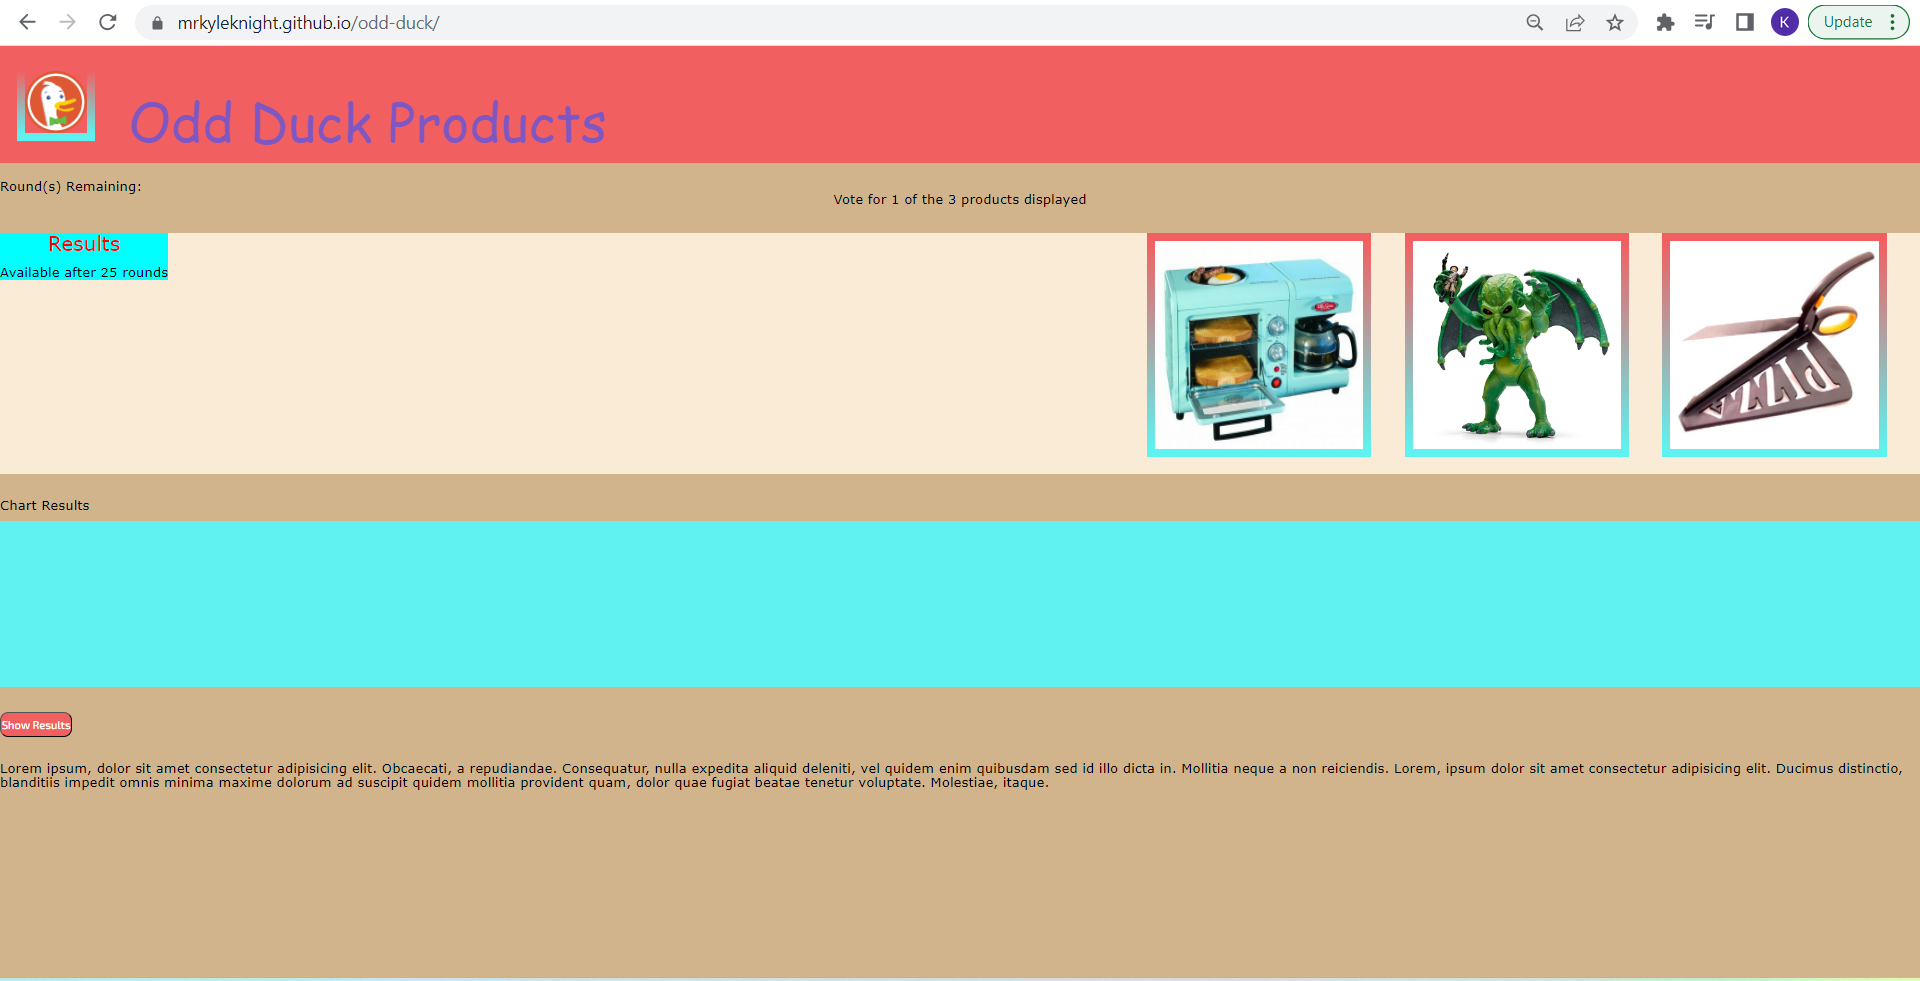 mrkyleknight.github.io/odd-duck/
K
Update
Odd Duck Products
Round(s) Remaining:
Vote for 1 of the 3 products displayed
Results
Available after 25 rounds
PIZZA
Chart Results
Show Results
Lorem ipsum, dolor sit amet consectetur adipisicing elit. Obcaecati, a repudiandae. Consequatur, nulla expedita aliquid deleniti, vel quidem enim quibusdam sed id illo dicta in. Mollitia neque a non reiciendis. Lorem, ipsum dolor sit amet consectetur adipisicing elit. Ducimus distinctio,
blanditiis impedit omnis minima maxime dolorum ad suscipit quidem mollitia provident quam, dolor quae fugiat beatae tenetur voluptate. Molestiae, itaque.